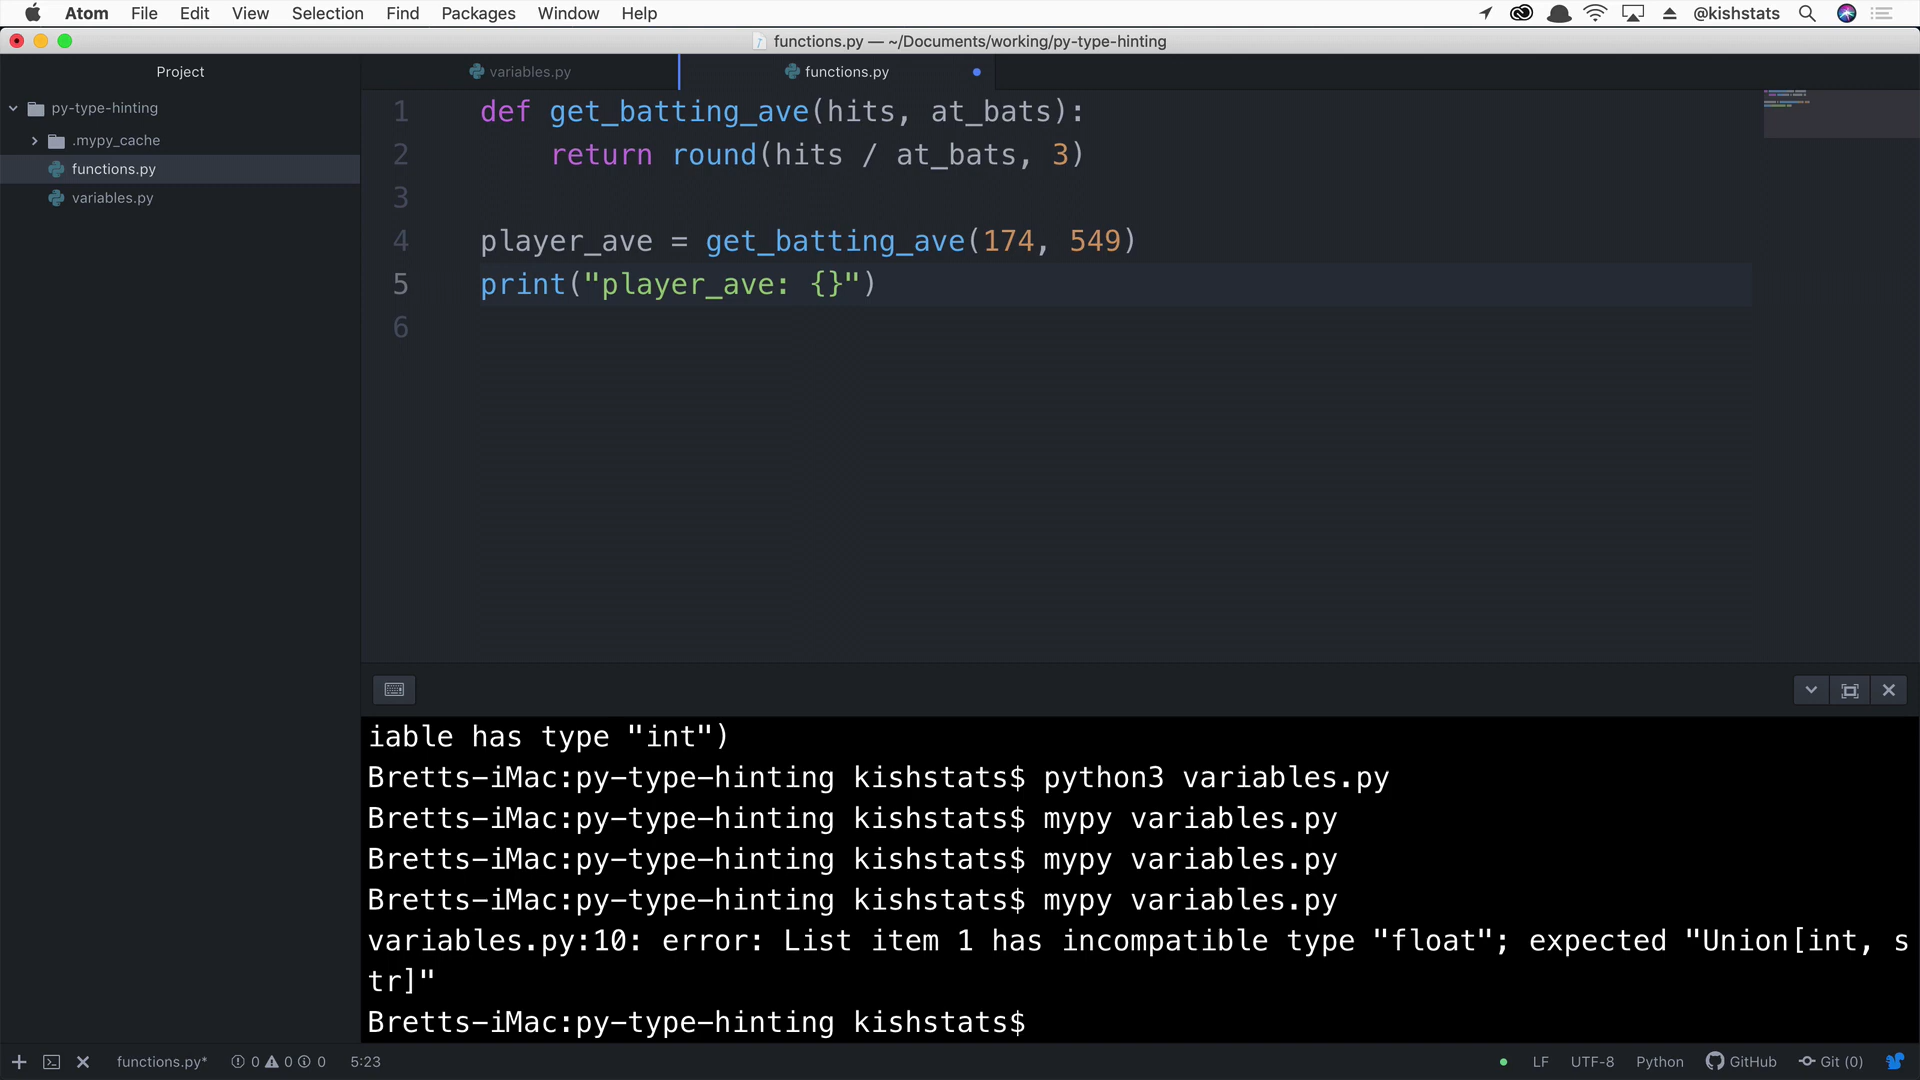 Atom File Edit View Selection Find Packages Window Help @kishstats
functions.py — ~/Documents/working/py-type-hinting
Project
variables.py
functions.py
py-type-hinting
.mypy_cache
functions.py
variables.py
1 def get_batting_ave(hits, at_bats):
2 return round(hits / at_bats, 3)
3
4 player_ave = get_batting_ave(174, 549)
5 print("player_ave: {}")
6
iable has type "int")
Bretts-iMac:py-type-hinting kishstats$ python3 variables.py
Bretts-iMac:py-type-hinting kishstats$ mypy variables.py
Bretts-iMac:py-type-hinting kishstats$ mypy variables.py
Bretts-iMac:py-type-hinting kishstats$ mypy variables.py
variables.py:10: error: List item 1 has incompatible type "float"; expected "Union[int, s
tr]"
Bretts-iMac:py-type-hinting kishstats$
functions.py* 0 0 0 5:23 LF UTF-8 Python GitHub Git (0)